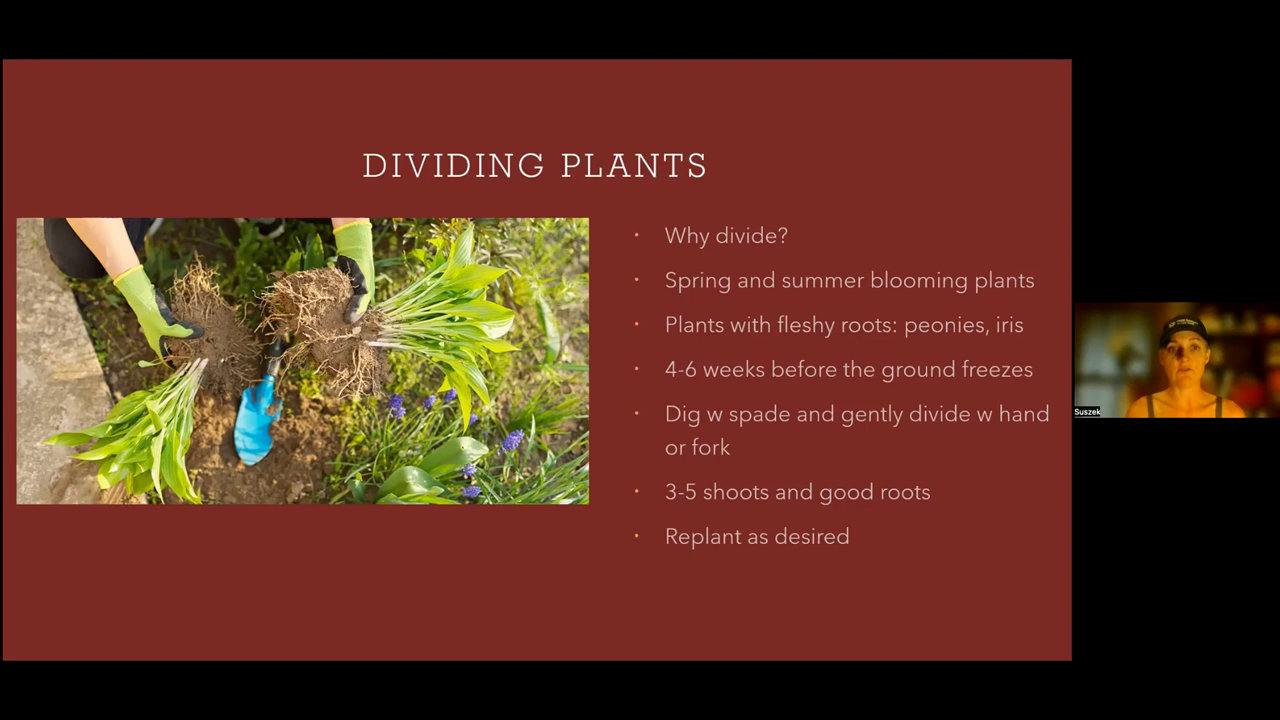 DIVIDING PLANTS
Why divide?
Spring and summer blooming plants
Plants with fleshy roots: peonies, iris
4-6 weeks before the ground freezes
Dig w spade and gently divide w hand
or fork
3-5 shoots and good roots
Replant as desired
Suszek